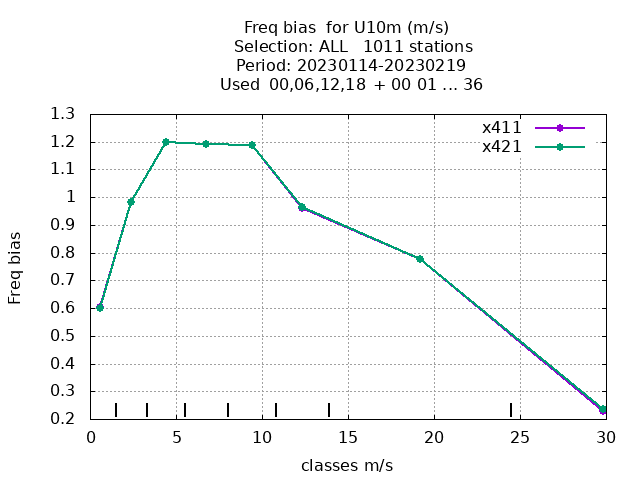 Freq bias  for U10m (m/s)
Selection: ALL   1011 stations
Period: 20230114-20230219
Used  00,06,12,18  + 00 01 ... 36
x411
x421
1.3
1.2
1.1
1
0.9
0.8
0.7
0.6
0.5
0.4
0.3
0.2
Freq bias
0 5 10 15 20 25 30
classes m/s